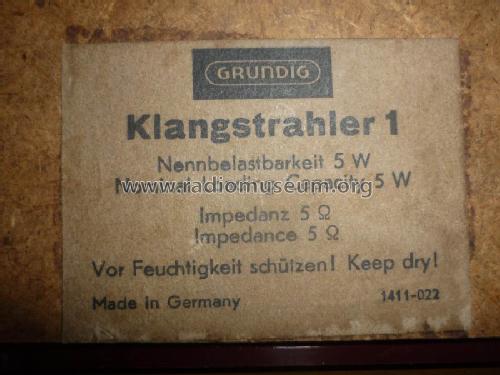 GRUNDIG
Klangstrahler 1
Nennbelastbarkeit 5 W
Loading Capacity 5 W
www.radiomuseum.org
Impedanz 5 Ω
Impedance 5 Ω
Vor Feuchtigkeit schützen! Keep dry!
Made in Germany 1411-022